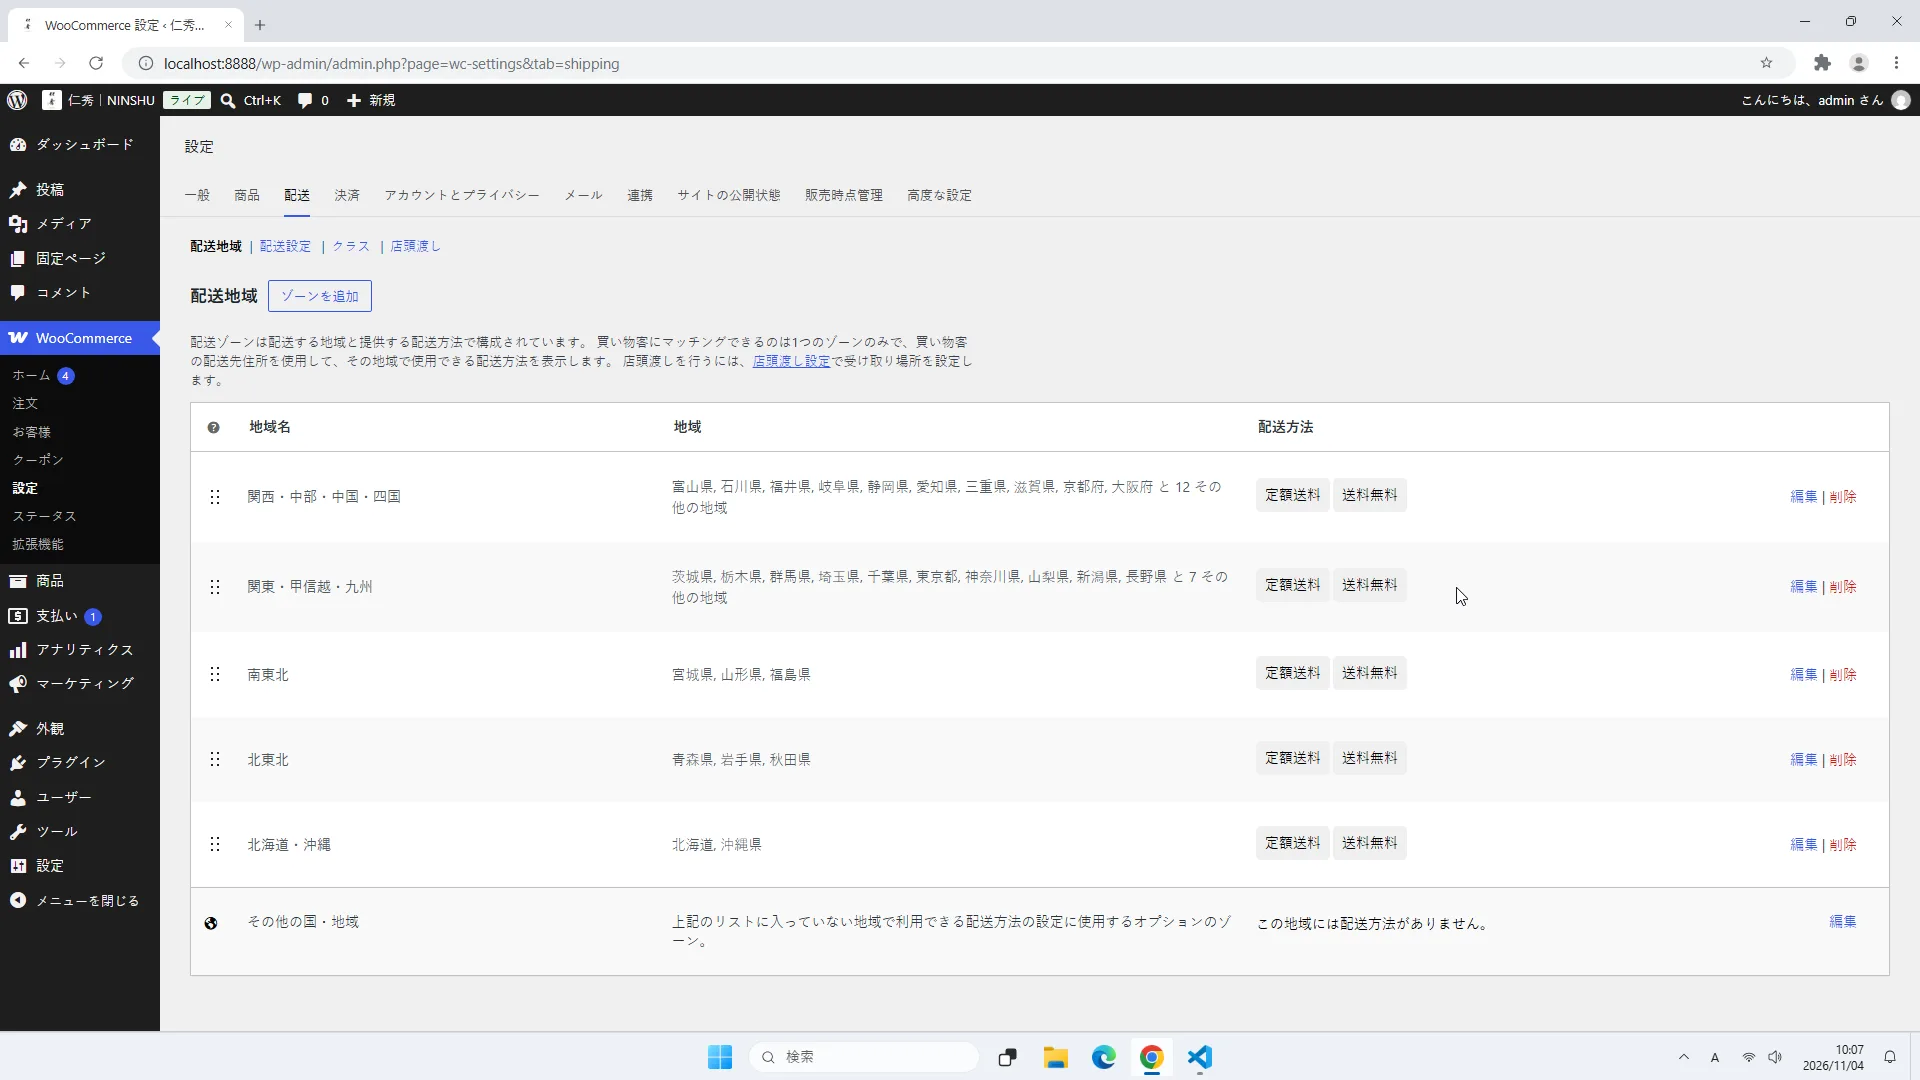 WooCommerce 設定 ‹ 仁秀...
localhost:8888/wp-admin/admin.php?page=wc-settings&tab=shipping
仁秀 | NINSHU ライブ Ctrl+K 0 新規
こんにちは、admin さん
ダッシュボード
投稿
メディア
固定ページ
コメント
WooCommerce
ホーム 4
注文
お客様
クーポン
設定
ステータス
拡張機能
商品
支払い 1
アナリティクス
マーケティング
外観
プラグイン
ユーザー
ツール
設定
メニューを閉じる
設定
一般 商品 配送 決済 アカウントとプライバシー メール 連携 サイトの公開状態 販売時点管理 高度な設定
配送地域 | 配送設定 | クラス | 店頭渡し
配送地域 ゾーンを追加
配送ゾーンは配送する地域と提供する配送方法で構成されています。 買い物客にマッチングできるのは1つのゾーンのみで、買い物客
の配送先住所を使用して、その地域で使用できる配送方法を表示します。 店頭渡しを行うには、店頭渡し設定で受け取り場所を設定し
ます。
? 地域名 地域 配送方法
関西・中部・中国・四国
富山県, 石川県, 福井県, 岐阜県, 静岡県, 愛知県, 三重県, 滋賀県, 京都府, 大阪府 と 12 その
他の地域
定額送料 送料無料
編集 | 削除
関東・甲信越・九州
茨城県, 栃木県, 群馬県, 埼玉県, 千葉県, 東京都, 神奈川県, 山梨県, 新潟県, 長野県 と 7 その
他の地域
定額送料 送料無料
編集 | 削除
南東北 宮城県, 山形県, 福島県 定額送料 送料無料 編集 | 削除
北東北 青森県, 岩手県, 秋田県 定額送料 送料無料 編集 | 削除
北海道・沖縄 北海道, 沖縄県 定額送料 送料無料 編集 | 削除
その他の国・地域
上記のリストに入っていない地域で利用できる配送方法の設定に使用するオプションのゾ
ーン。
この地域には配送方法がありません。
編集
検索
A
10:07
2026/11/04